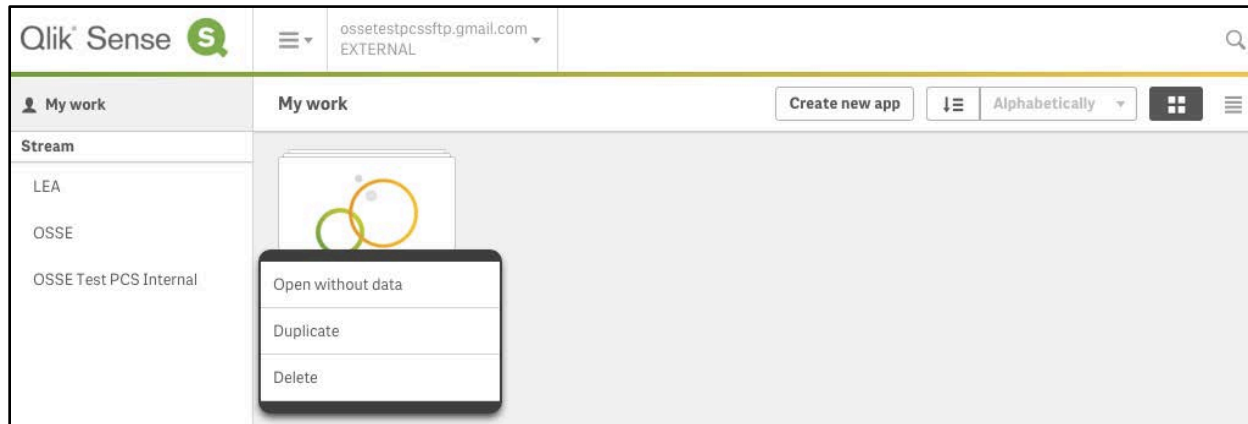 Qlik Sense
ossetestpcssftp.gmail.com
EXTERNAL
My work
My work
Create new app
Alphabetically
Stream
LEA
OSSE
OSSE Test PCS Internal
Open without data
Duplicate
Delete